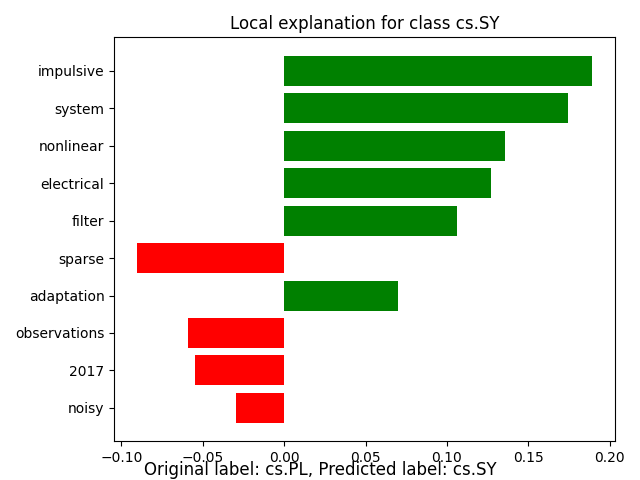 Local explanation for class cs.SY
impulsive
system
nonlinear
electrical
filter
sparse
adaptation
observations
2017
noisy
−0.10 −0.05 0.00 0.05 0.10 0.15 0.20
Original label: cs.PL, Predicted label: cs.SY